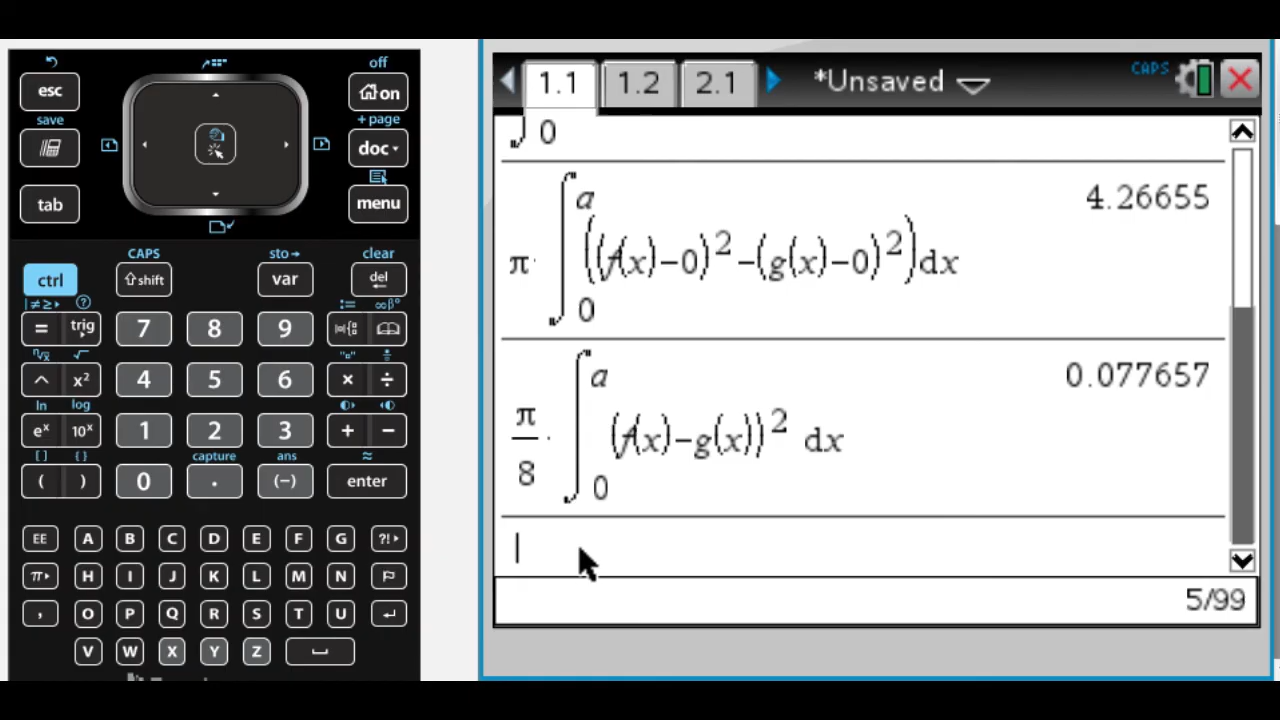 off
esc
on
save
+ page
doc
tab
menu
CAPS
sto→
clear
ctrl
⇧shift
var
del
|≠≥▸
?
:=
∞β°
=
trig
7
8
9
ⁿ√x
√
"□"
÷
^
x²
4
5
6
×
÷
ln
log
eˣ
10ˣ
1
2
3
+
−
[ ]
{ }
capture
ans
≈
(
)
0
.
(−)
enter
EE
A
B
C
D
E
F
G
?!▸
π▸
H
I
J
K
L
M
N
,
O
P
Q
R
S
T
U
V
W
X
Y
Z
1.1
1.2
2.1
*Unsaved
CAPS
∫ 0
π·∫₀ᵃ((f(x)−0)²−(g(x)−0)²)dx
4.26655
π/8·∫₀ᵃ(f(x)−g(x))² dx
0.077657
5/99